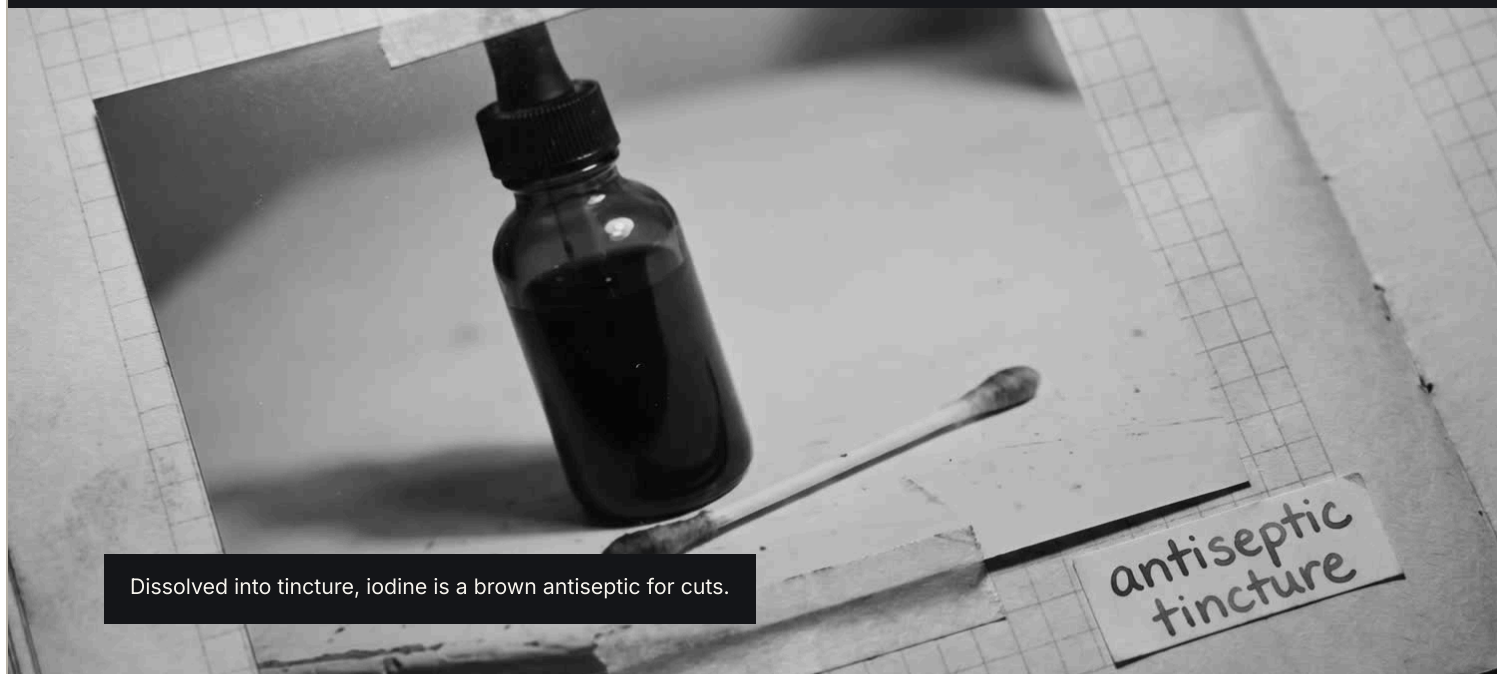 Dissolved into tincture, iodine is a brown antiseptic for cuts.
antiseptic
tincture